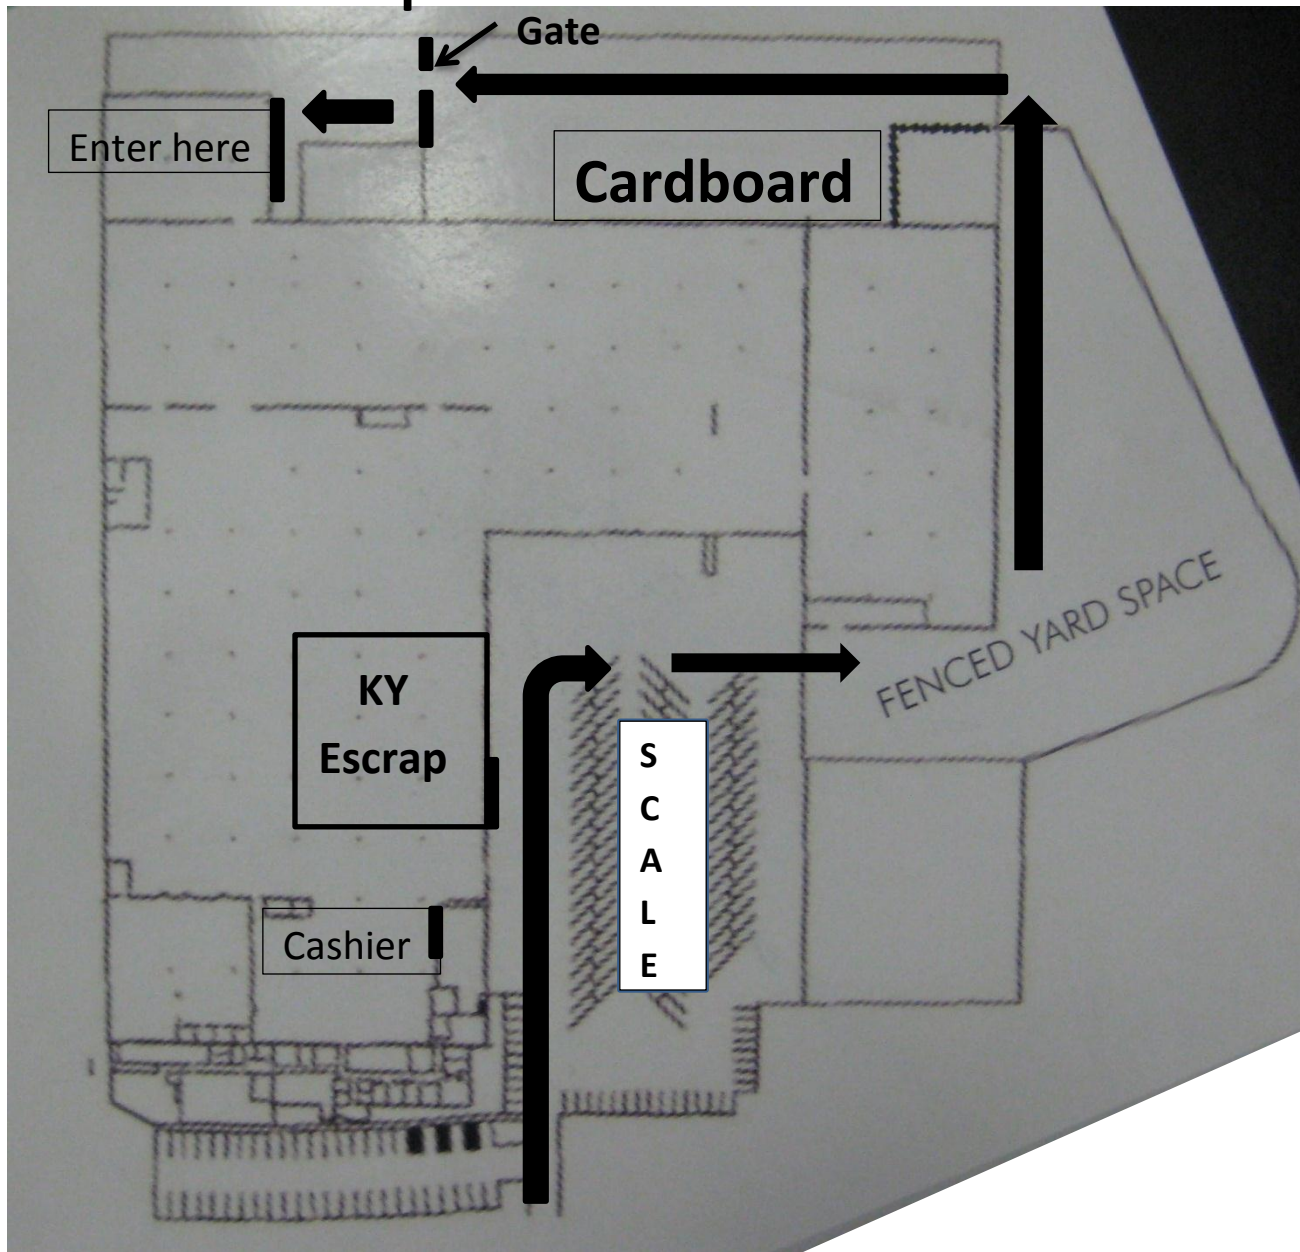 Gate
Enter here
Cardboard
FENCED YARD SPACE
KY
Escrap
S
C
A
L
E
Cashier